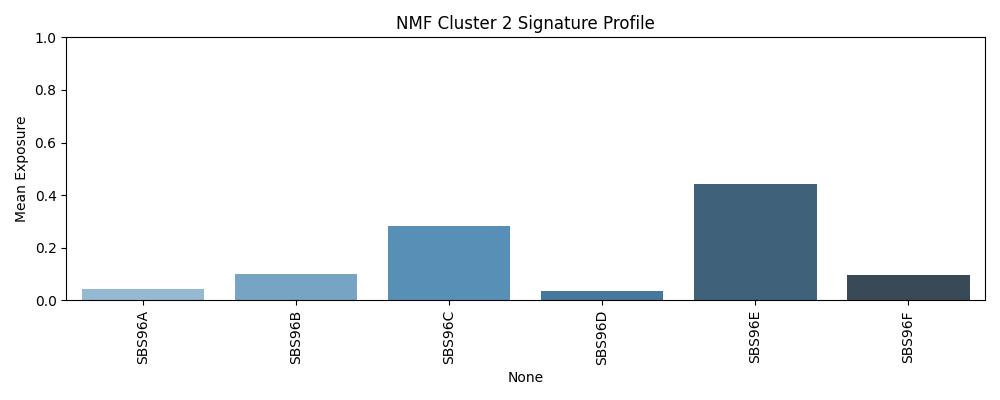 NMF Cluster 2 Signature Profile
1.0
0.8
0.6
0.4
0.2
0.0
Mean Exposure
SBS96A
SBS96B
SBS96C
SBS96D
SBS96E
SBS96F
None